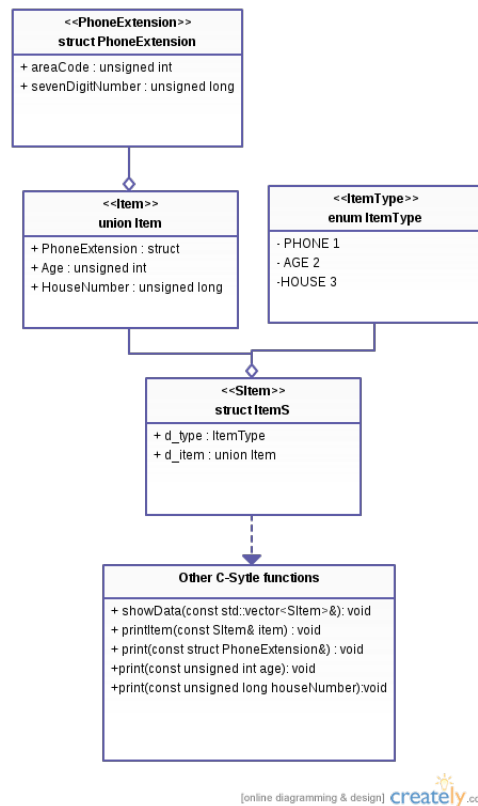 <<PhoneExtension>>
struct PhoneExtension
+ areaCode : unsigned int
+ sevenDigitNumber : unsigned long
<<Item>>
union Item
+ PhoneExtension : struct
+ Age : unsigned int
+ HouseNumber : unsigned long
<<ItemType>>
enum ItemType
- PHONE 1
- AGE 2
-HOUSE 3
<<SItem>>
struct ItemS
+ d_type : ItemType
+ d_item : union Item
Other C-Sytle functions
+ showData(const std::vector<SItem>&): void
+ printItem(const SItem& item) : void
+ print(const struct PhoneExtension&) : void
+print(const unsigned int age): void
+print(const unsigned long houseNumber):void
[online diagramming & design] creately.co